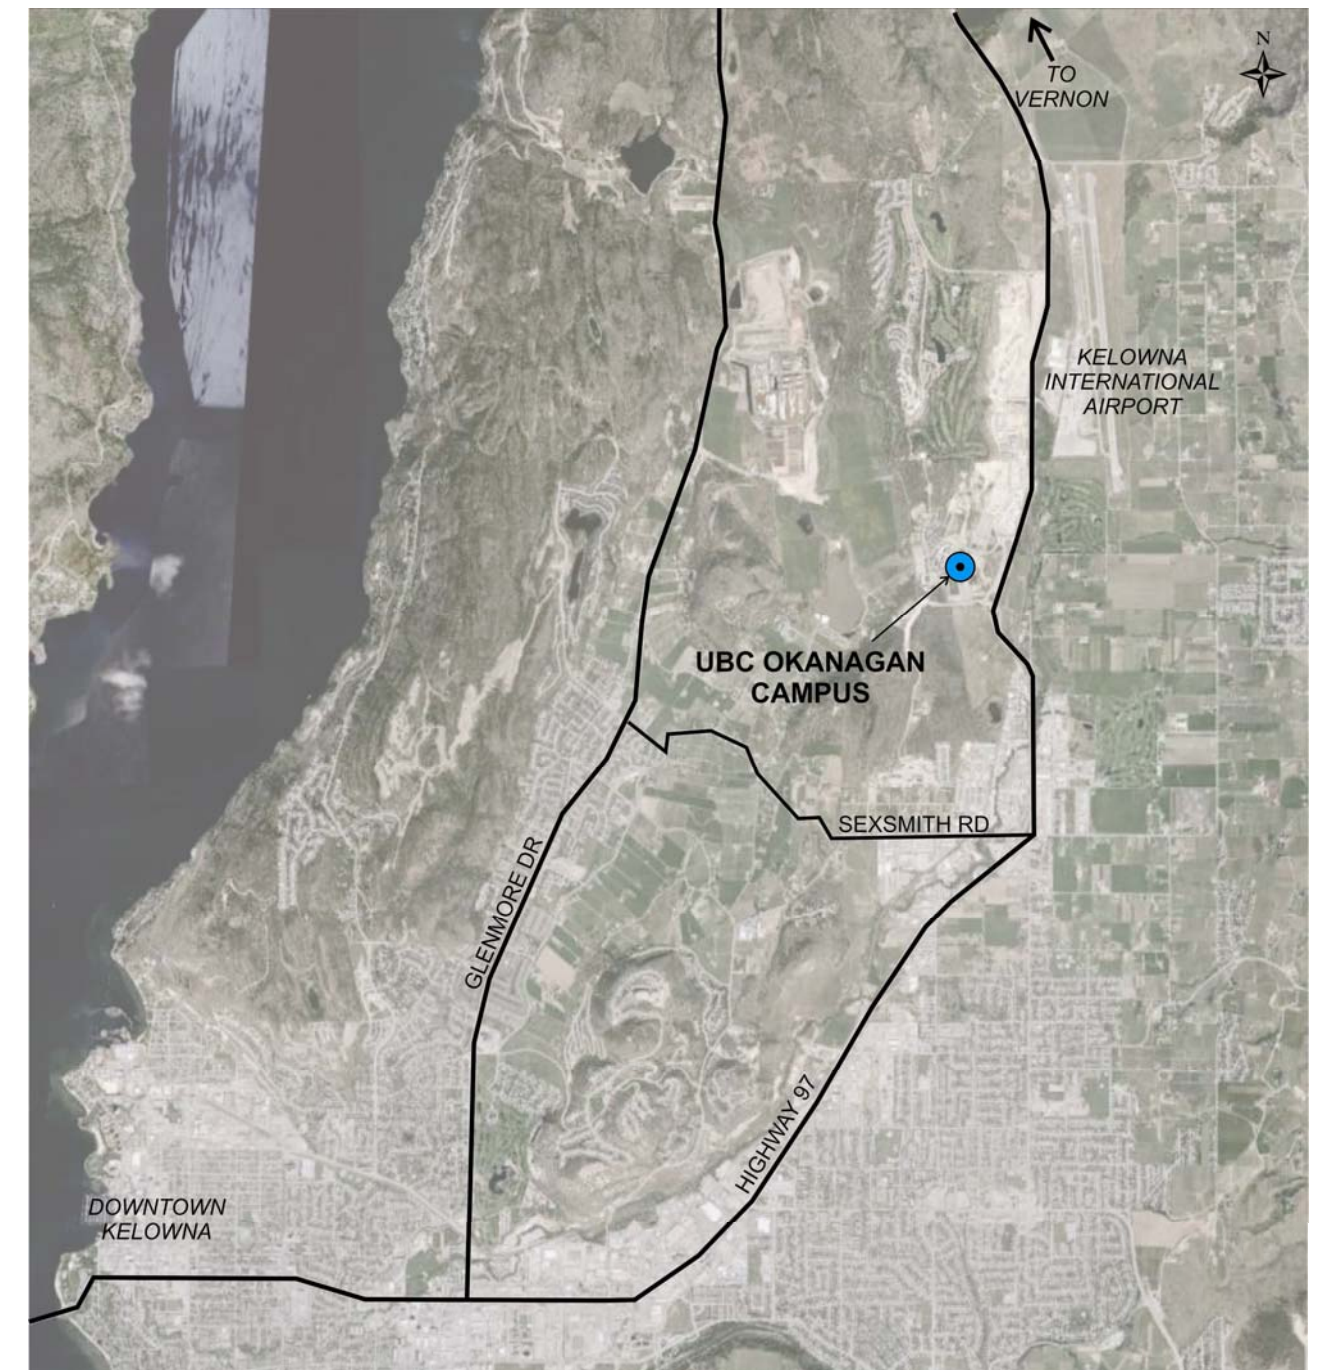 N
TO
VERNON
KELOWNA
INTERNATIONAL
AIRPORT
UBC OKANAGAN
CAMPUS
SEXSMITH RD
GLENMORE DR
HIGHWAY 97
DOWNTOWN
KELOWNA